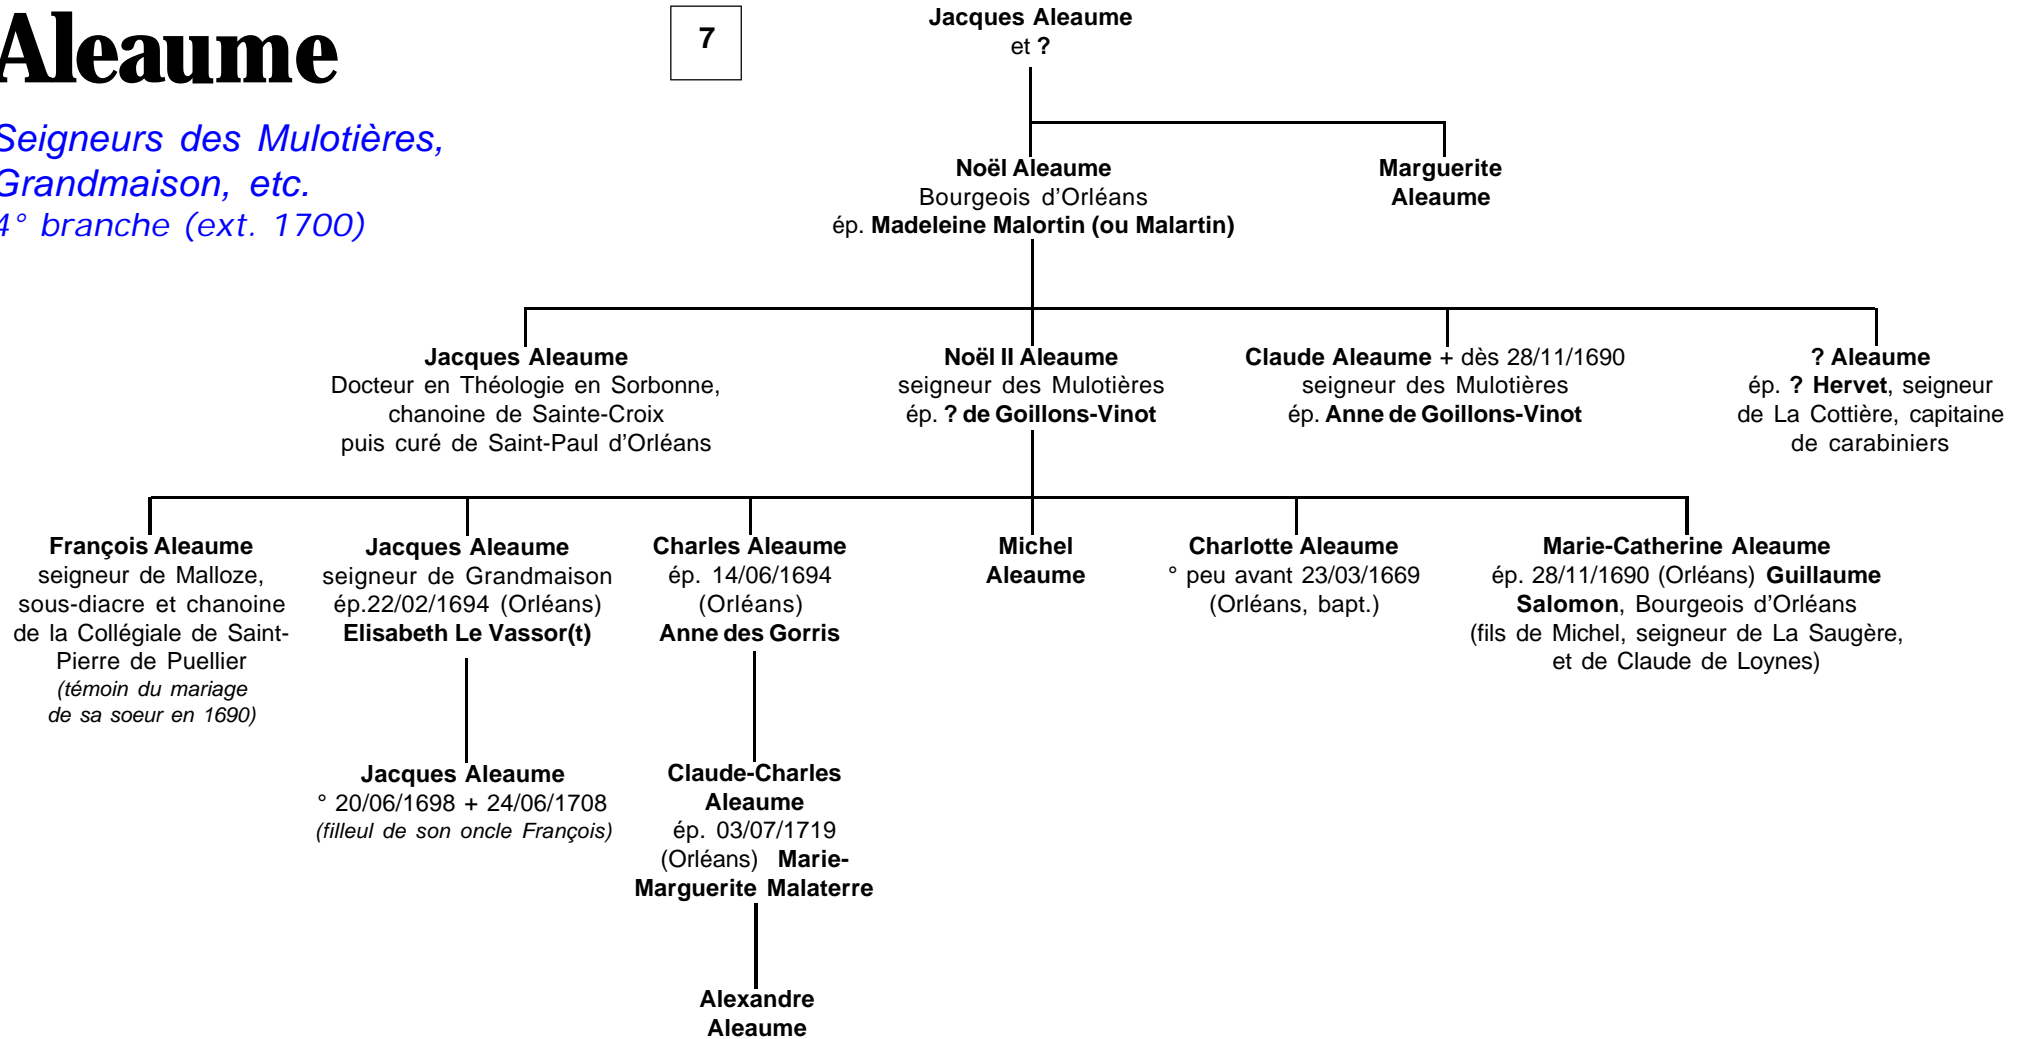 Aleaume
Seigneurs des Mulotières,
Grandmaison, etc.
4° branche (ext. 1700)
7
Jacques Aleaume
et ?
Noël Aleaume
Bourgeois d'Orléans
ép. Madeleine Malortin (ou Malartin)
Marguerite
Aleaume
Jacques Aleaume
Docteur en Théologie en Sorbonne,
chanoine de Sainte-Croix
puis curé de Saint-Paul d'Orléans
Noël II Aleaume
seigneur des Mulotières
ép. ? de Goillons-Vinot
Claude Aleaume + dès 28/11/1690
seigneur des Mulotières
ép. Anne de Goillons-Vinot
? Aleaume
ép. ? Hervet, seigneur
de La Cottière, capitaine
de carabiniers
François Aleaume
seigneur de Malloze,
sous-diacre et chanoine
de la Collégiale de Saint-
Pierre de Puellier
(témoin du mariage
de sa soeur en 1690)
Jacques Aleaume
seigneur de Grandmaison
ép.22/02/1694 (Orléans)
Elisabeth Le Vassor(t)
Charles Aleaume
ép. 14/06/1694
(Orléans)
Anne des Gorris
Michel
Aleaume
Charlotte Aleaume
° peu avant 23/03/1669
(Orléans, bapt.)
Marie-Catherine Aleaume
ép. 28/11/1690 (Orléans) Guillaume
Salomon, Bourgeois d'Orléans
(fils de Michel, seigneur de La Saugère,
et de Claude de Loynes)
Jacques Aleaume
° 20/06/1698 + 24/06/1708
(filleul de son oncle François)
Claude-Charles
Aleaume
ép. 03/07/1719
(Orléans) Marie-
Marguerite Malaterre
Alexandre
Aleaume